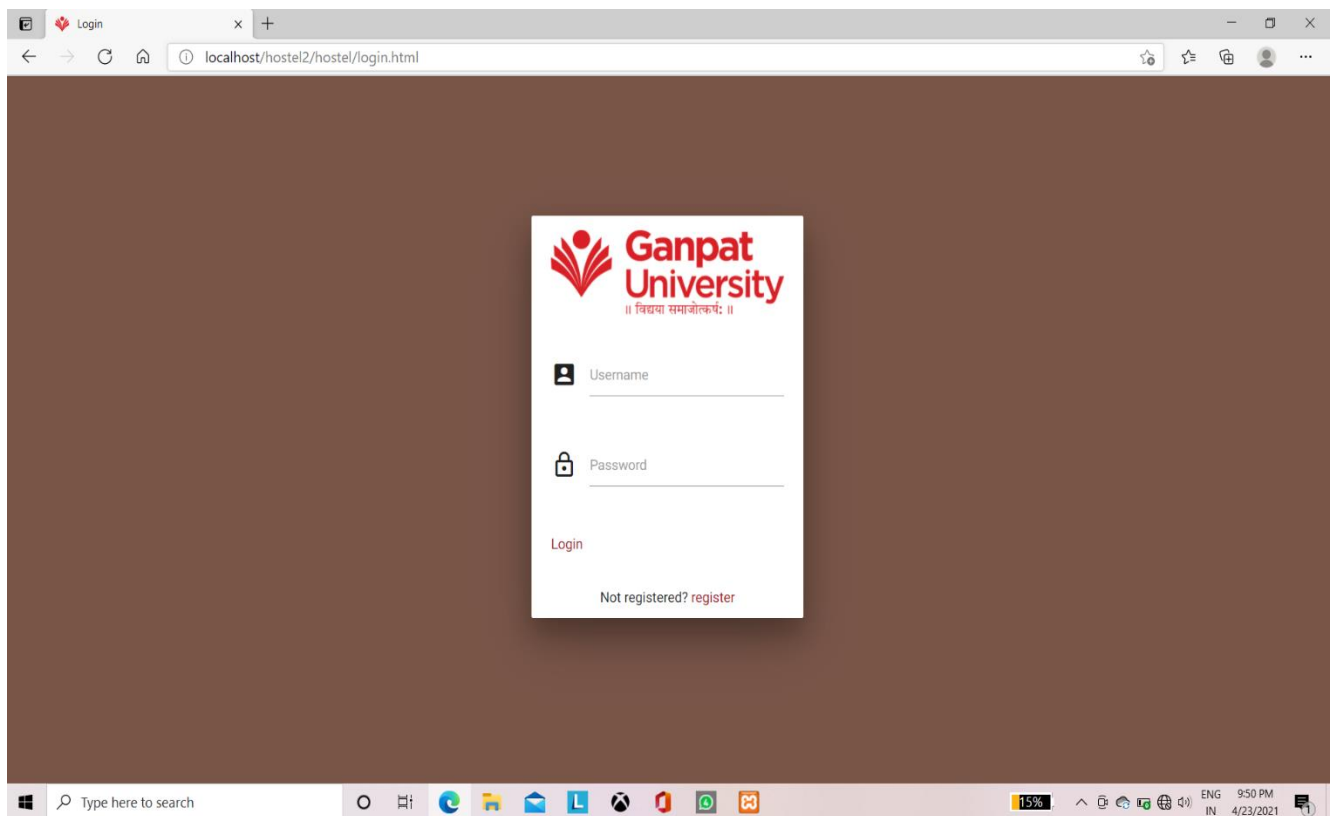 Login
localhost/hostel2/hostel/login.html
Ganpat
University
॥ विद्यया समाजोत्कर्ष: ॥
Username
Password
Login
Not registered? register
Type here to search
L
15%
ENG
IN
9:50 PM
4/23/2021
1